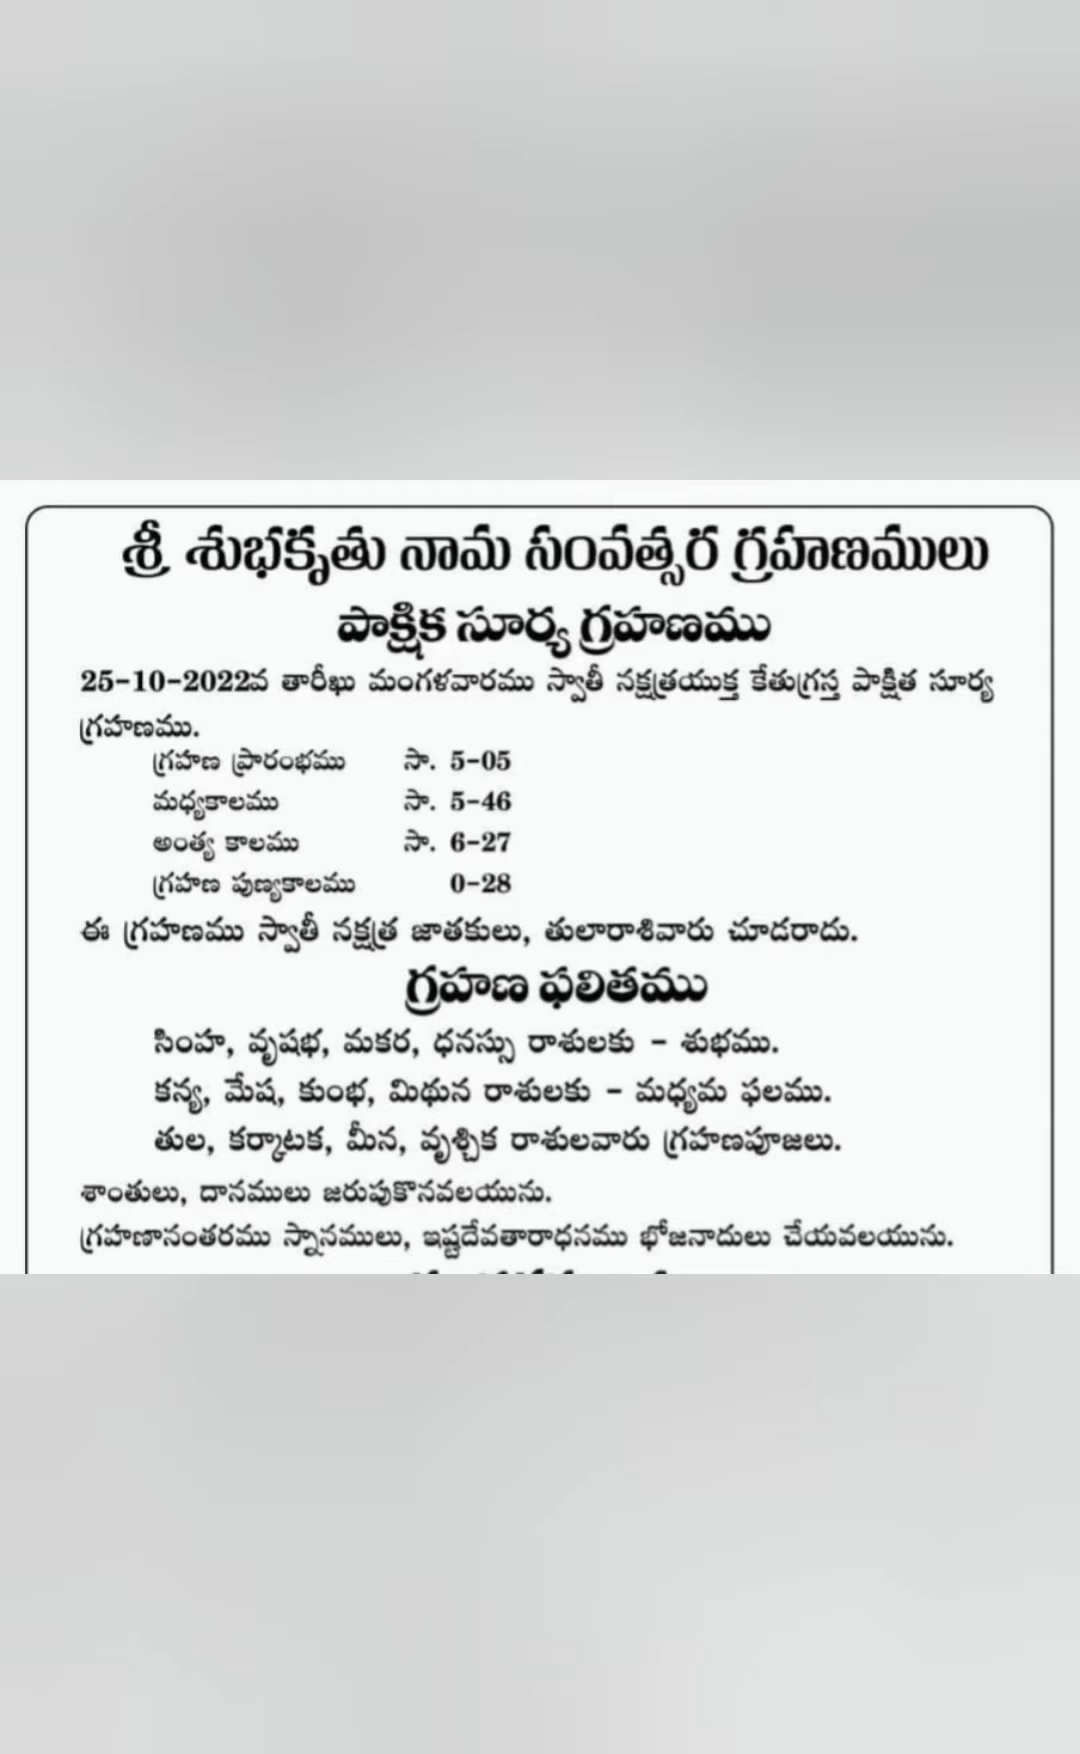 శ్రీ శుభకృతు నామ సంవత్సర గ్రహణములు
పాక్షిక సూర్య గ్రహణము
25-10-2022వ తారీఖు మంగళవారము స్వాతీ నక్షత్రయుక్త కేతుగ్రస్త పాక్షిత సూర్య
గ్రహణము.
గ్రహణ ప్రారంభము సా. 5-05
మధ్యకాలము సా. 5-46
అంత్య కాలము సా. 6-27
గ్రహణ పుణ్యకాలము 0-28
ఈ గ్రహణము స్వాతీ నక్షత్ర జాతకులు, తులారాశివారు చూడరాదు.
గ్రహణ ఫలితము
సింహ, వృషభ, మకర, ధనస్సు రాశులకు - శుభము.
కన్య, మేష, కుంభ, మిథున రాశులకు - మధ్యమ ఫలము.
తుల, కర్కాటక, మీన, వృశ్చిక రాశులవారు గ్రహణపూజలు.
శాంతులు, దానములు జరుపుకొనవలయును.
గ్రహణానంతరము స్నానములు, ఇష్టదేవతారాధనము భోజనాదులు చేయవలయును.